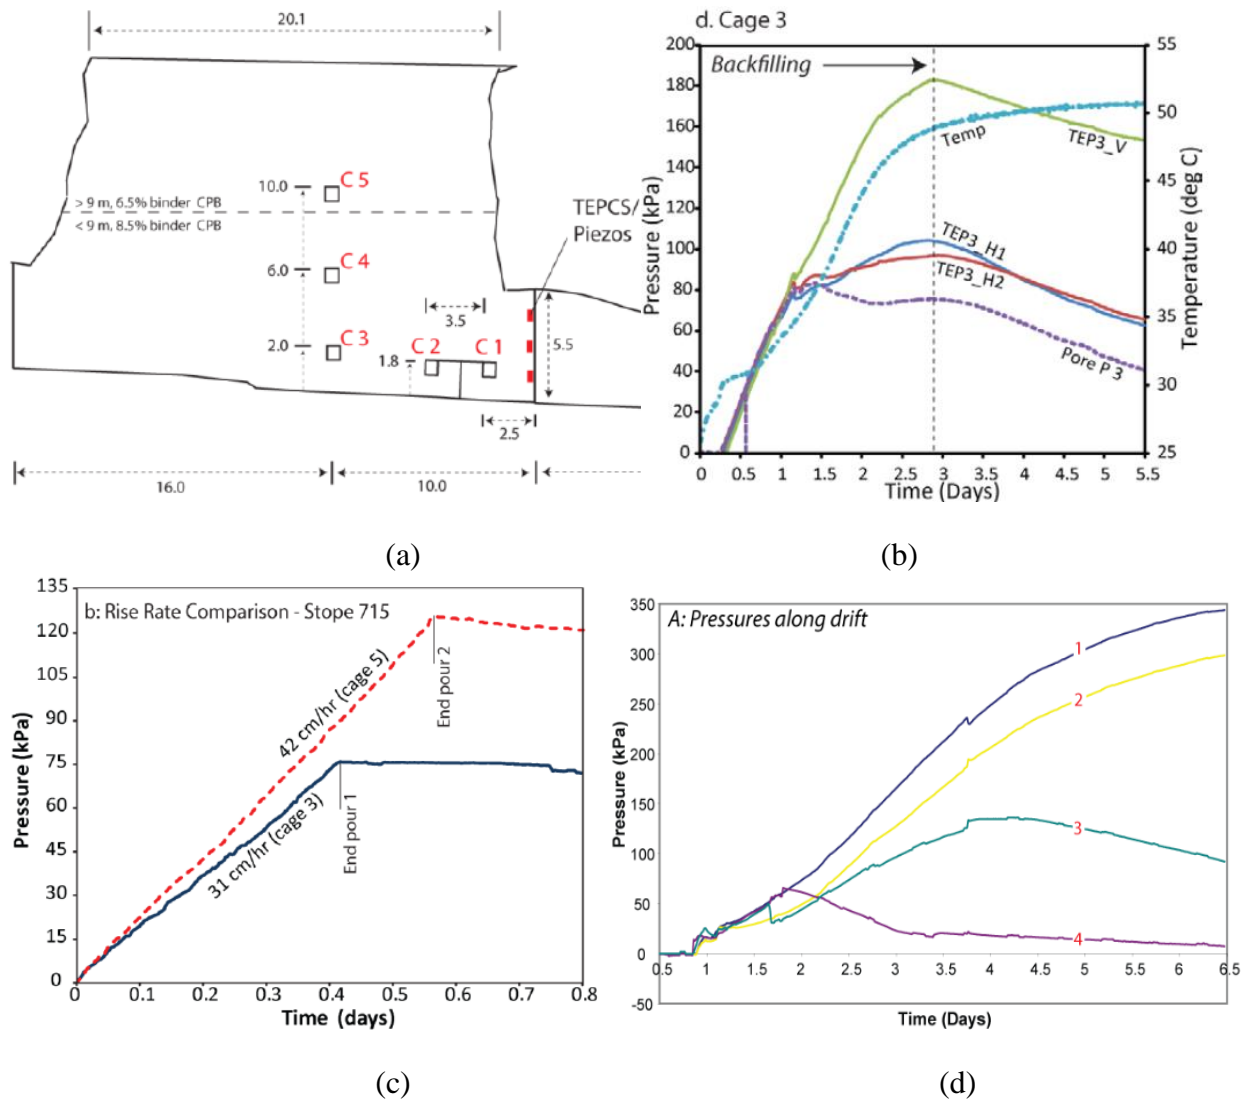 20.1
10.0
C 5
> 9 m, 6.5% binder CPB
< 9 m, 8.5% binder CPB
TEPCS/
Piezos
6.0
C 4
3.5
5.5
2.0
C 3
1.8
C 2
C 1
2.5
16.0
10.0
(a)
d. Cage 3
200
180
160
140
120
100
80
60
40
20
0
Pressure (kPa)
Backfilling
Temp
TEP3_V
TEP3_H1
TEP3_H2
Pore P 3
55
50
45
40
35
30
25
Temperature (deg C)
0
0.5
1
1.5
2
2.5
3
3.5
4
4.5
5
5.5
Time (Days)
(b)
b: Rise Rate Comparison - Stope 715
135
120
105
90
75
60
45
30
15
0
Pressure (kPa)
42 cm/hr (cage 5)
31 cm/hr (cage 3)
End pour 2
End pour 1
0
0.1
0.2
0.3
0.4
0.5
0.6
0.7
0.8
Time (days)
(c)
A: Pressures along drift
350
300
250
200
150
100
50
0
-50
Pressure (kPa)
1
2
3
4
0.5
1
1.5
2
2.5
3
3.5
4
4.5
5
5.5
6
6.5
Time (Days)
(d)